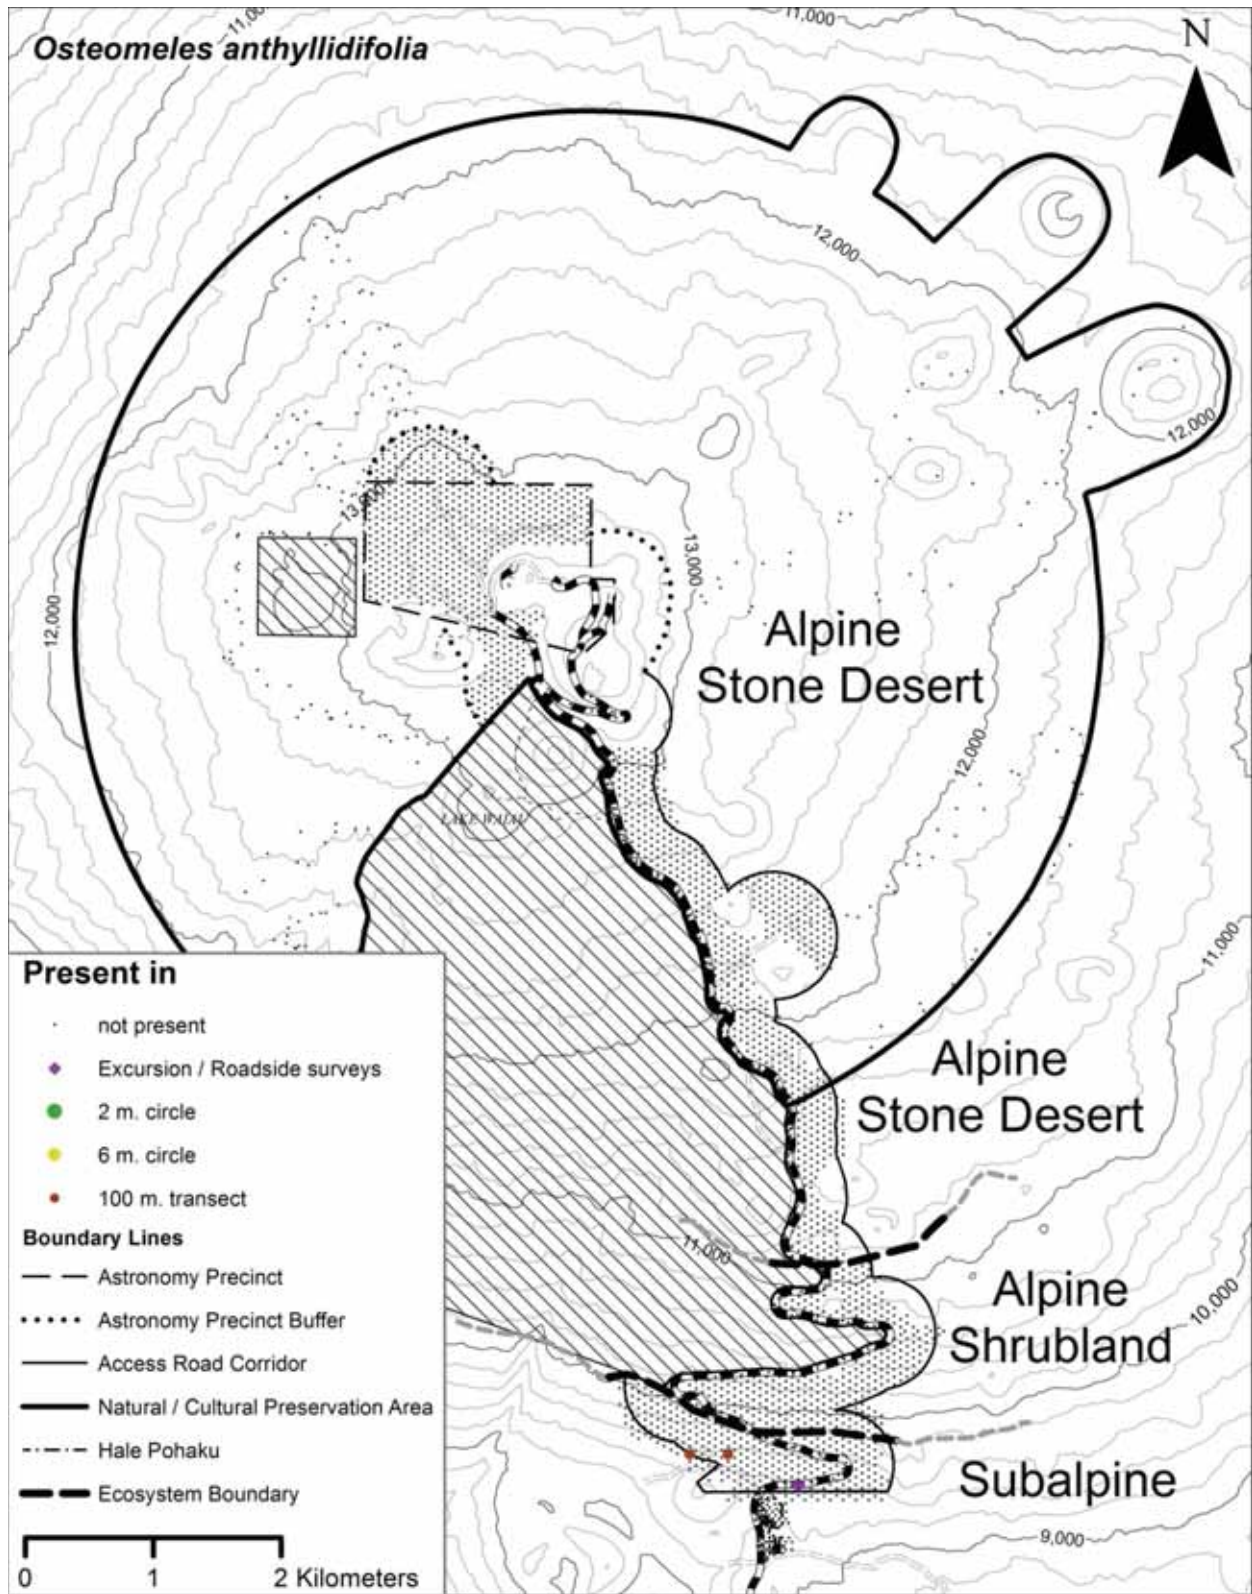 11,000
11,000
Osteomeles anthyllidifolia
N
12,000
12,000
13,000
13,000
12,000
Alpine
Stone Desert
12,000
LAKE WAIAU
11,000
Present in
not present
Excursion / Roadside surveys
2 m. circle
6 m. circle
100 m. transect
Boundary Lines
Astronomy Precinct
Astronomy Precinct Buffer
Access Road Corridor
Natural / Cultural Preservation Area
Hale Pohaku
Ecosystem Boundary
0 1 2 Kilometers
Alpine
Stone Desert
11,000
Alpine
Shrubland
10,000
Subalpine
9,000